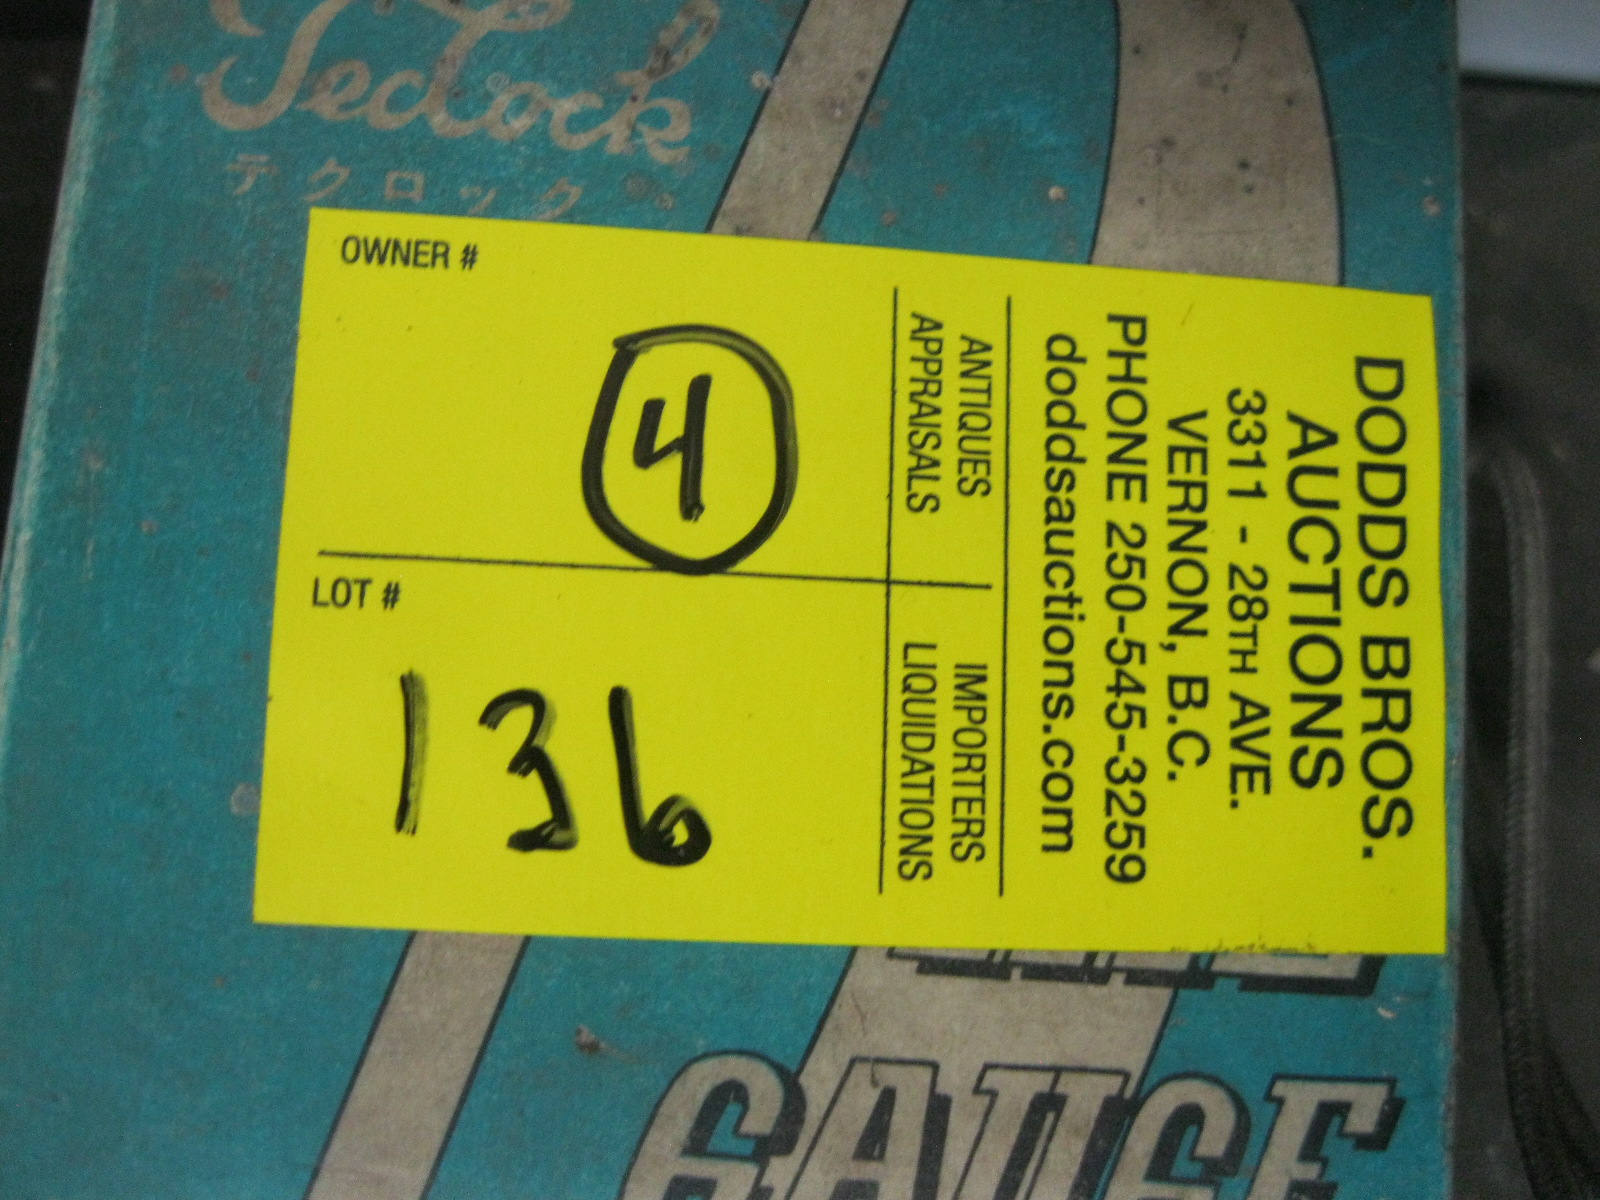 Teclock
テクロック
OWNER #
4
LOT #
136
DODDS BROS.
AUCTIONS
3311 - 28TH AVE.
VERNON, B.C.
PHONE 250-545-3259
doddsauctions.com
ANTIQUES
APPRAISALS
IMPORTERS
LIQUIDATIONS
GAUGE